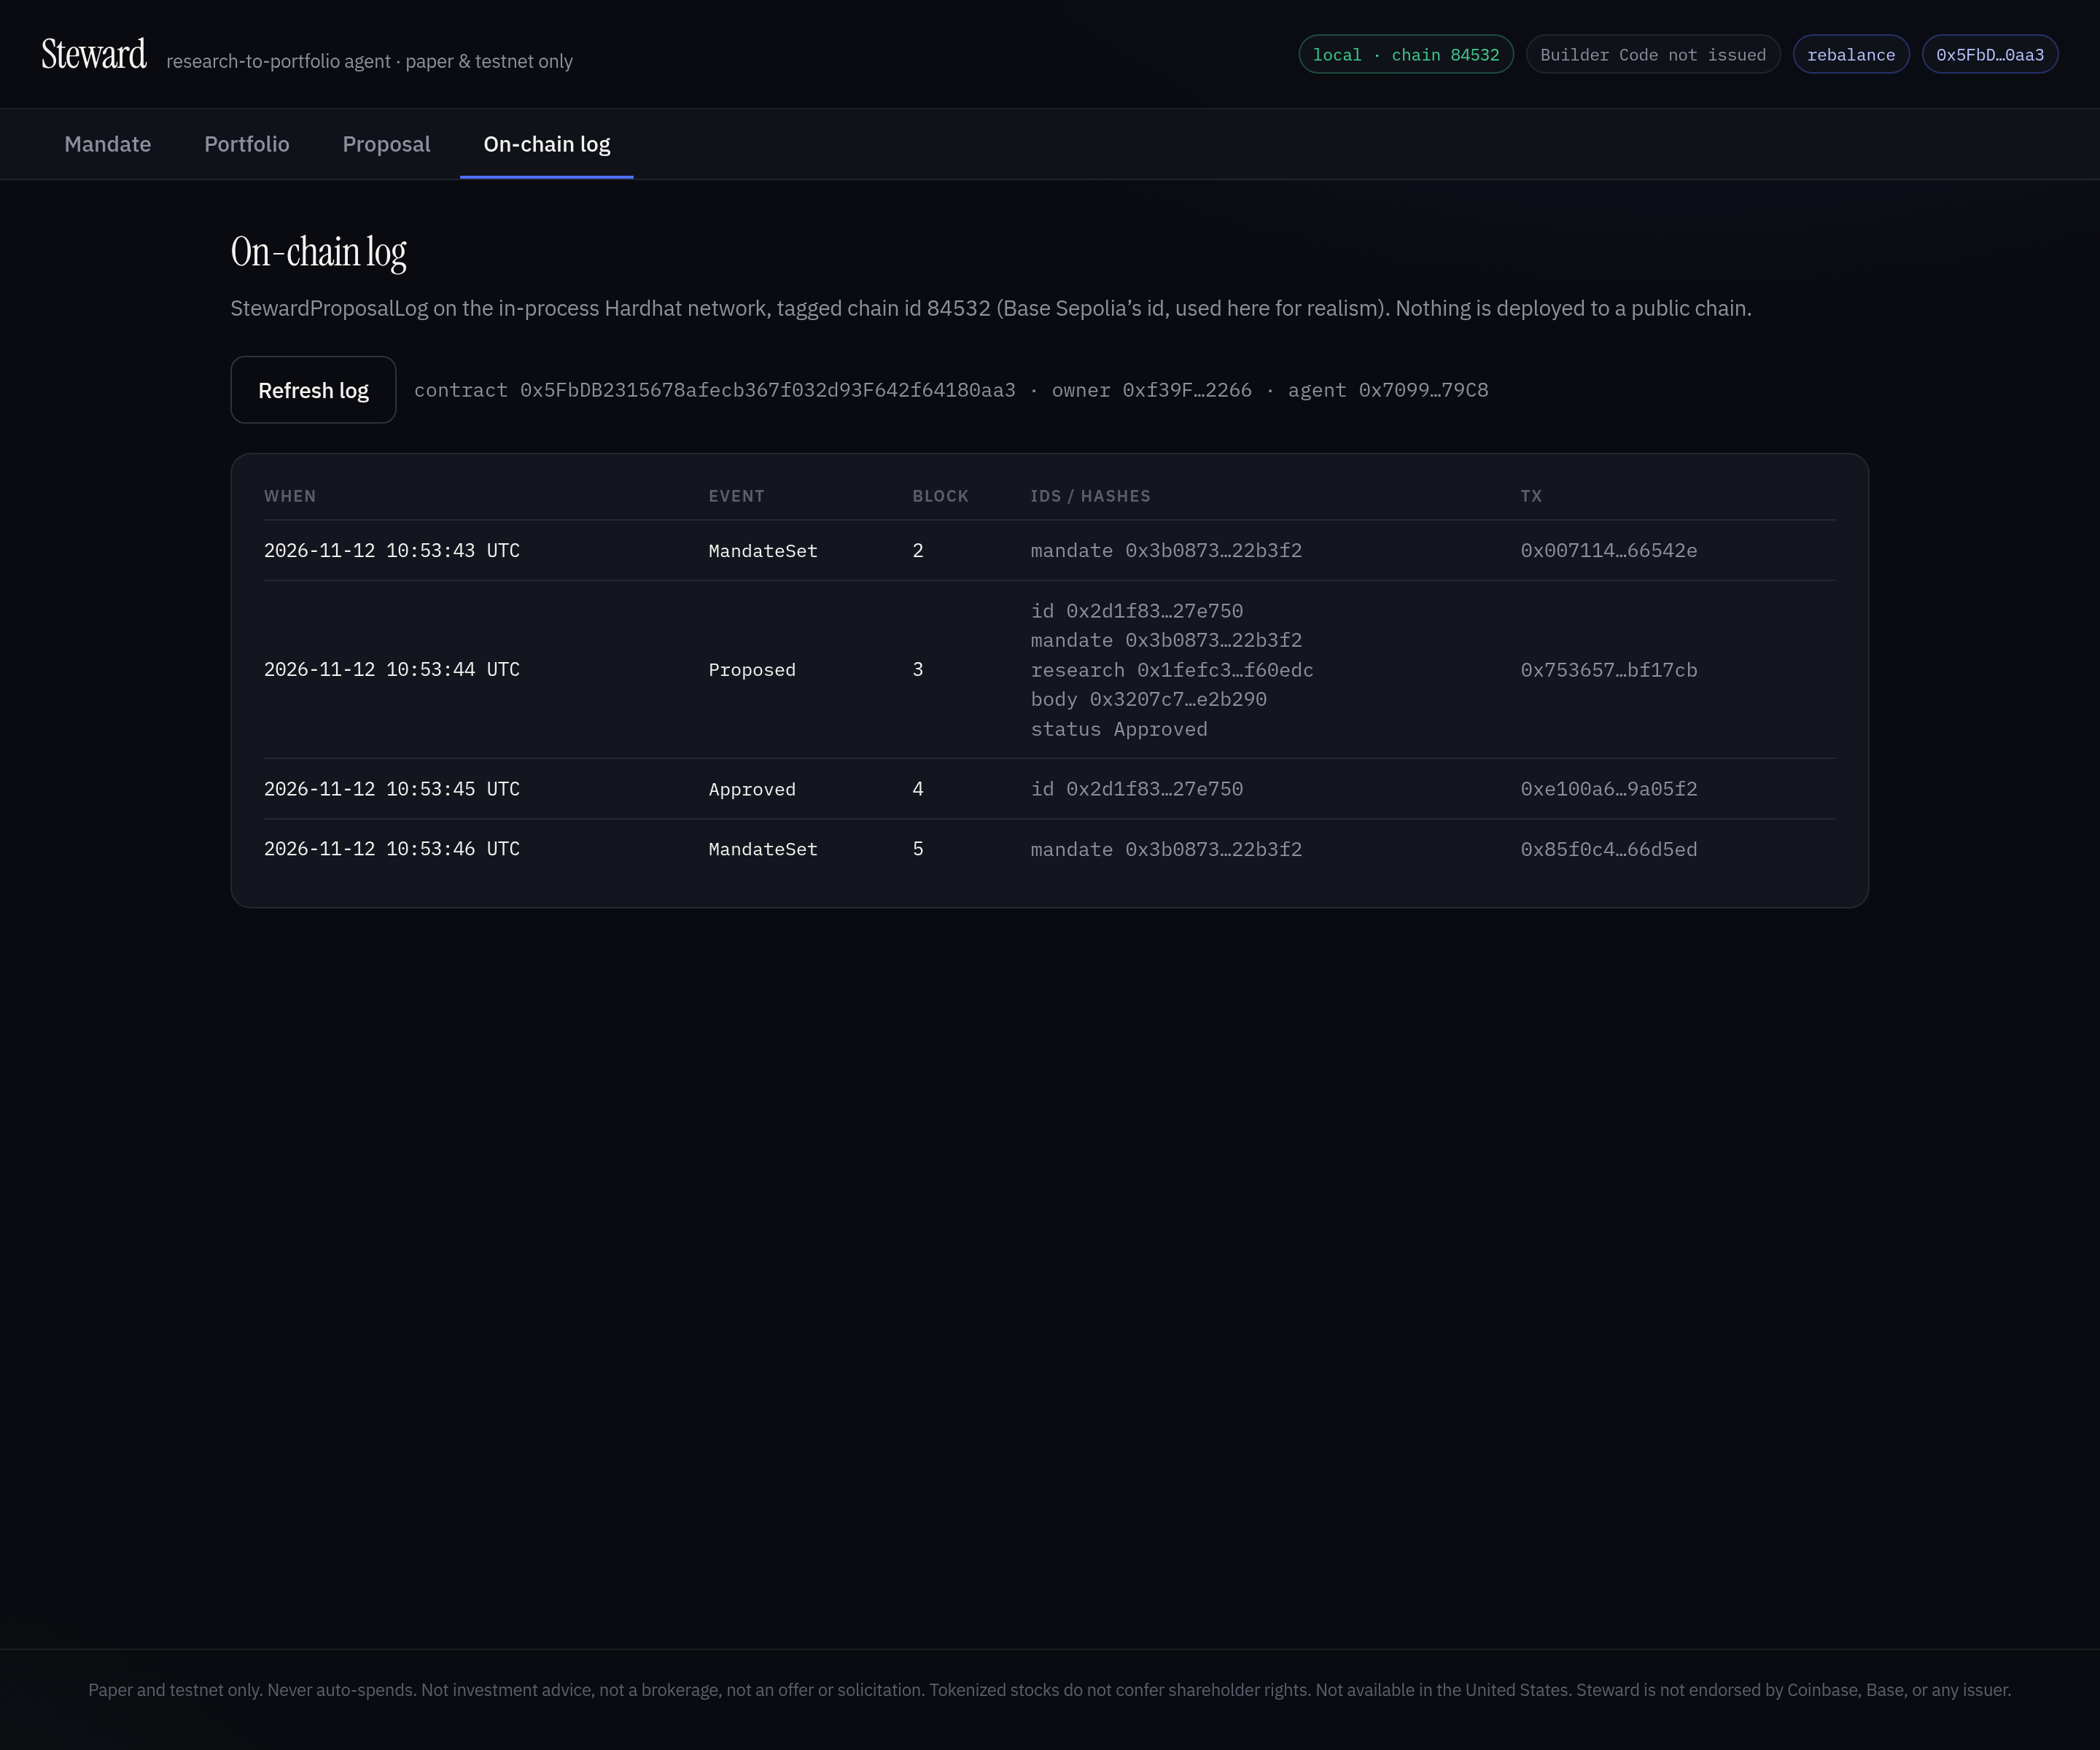 Steward research-to-portfolio agent · paper & testnet only
local · chain 84532
Builder Code not issued
rebalance
0x5FbD…0aa3
Mandate
Portfolio
Proposal
On-chain log
On-chain log
StewardProposalLog on the in-process Hardhat network, tagged chain id 84532 (Base Sepolia’s id, used here for realism). Nothing is deployed to a public chain.
Refresh log
contract 0x5FbDB2315678afecb367f032d93F642f64180aa3 · owner 0xf39F…2266 · agent 0x7099…79C8
WHEN EVENT BLOCK IDS / HASHES TX
2026-11-12 10:53:43 UTC MandateSet 2 mandate 0x3b0873…22b3f2 0x007114…66542e
id 0x2d1f83…27e750
mandate 0x3b0873…22b3f2
2026-11-12 10:53:44 UTC Proposed 3 research 0x1fefc3…f60edc 0x753657…bf17cb
body 0x3207c7…e2b290
status Approved
2026-11-12 10:53:45 UTC Approved 4 id 0x2d1f83…27e750 0xe100a6…9a05f2
2026-11-12 10:53:46 UTC MandateSet 5 mandate 0x3b0873…22b3f2 0x85f0c4…66d5ed
Paper and testnet only. Never auto-spends. Not investment advice, not a brokerage, not an offer or solicitation. Tokenized stocks do not confer shareholder rights. Not available in the United States. Steward is not endorsed by Coinbase, Base, or any issuer.